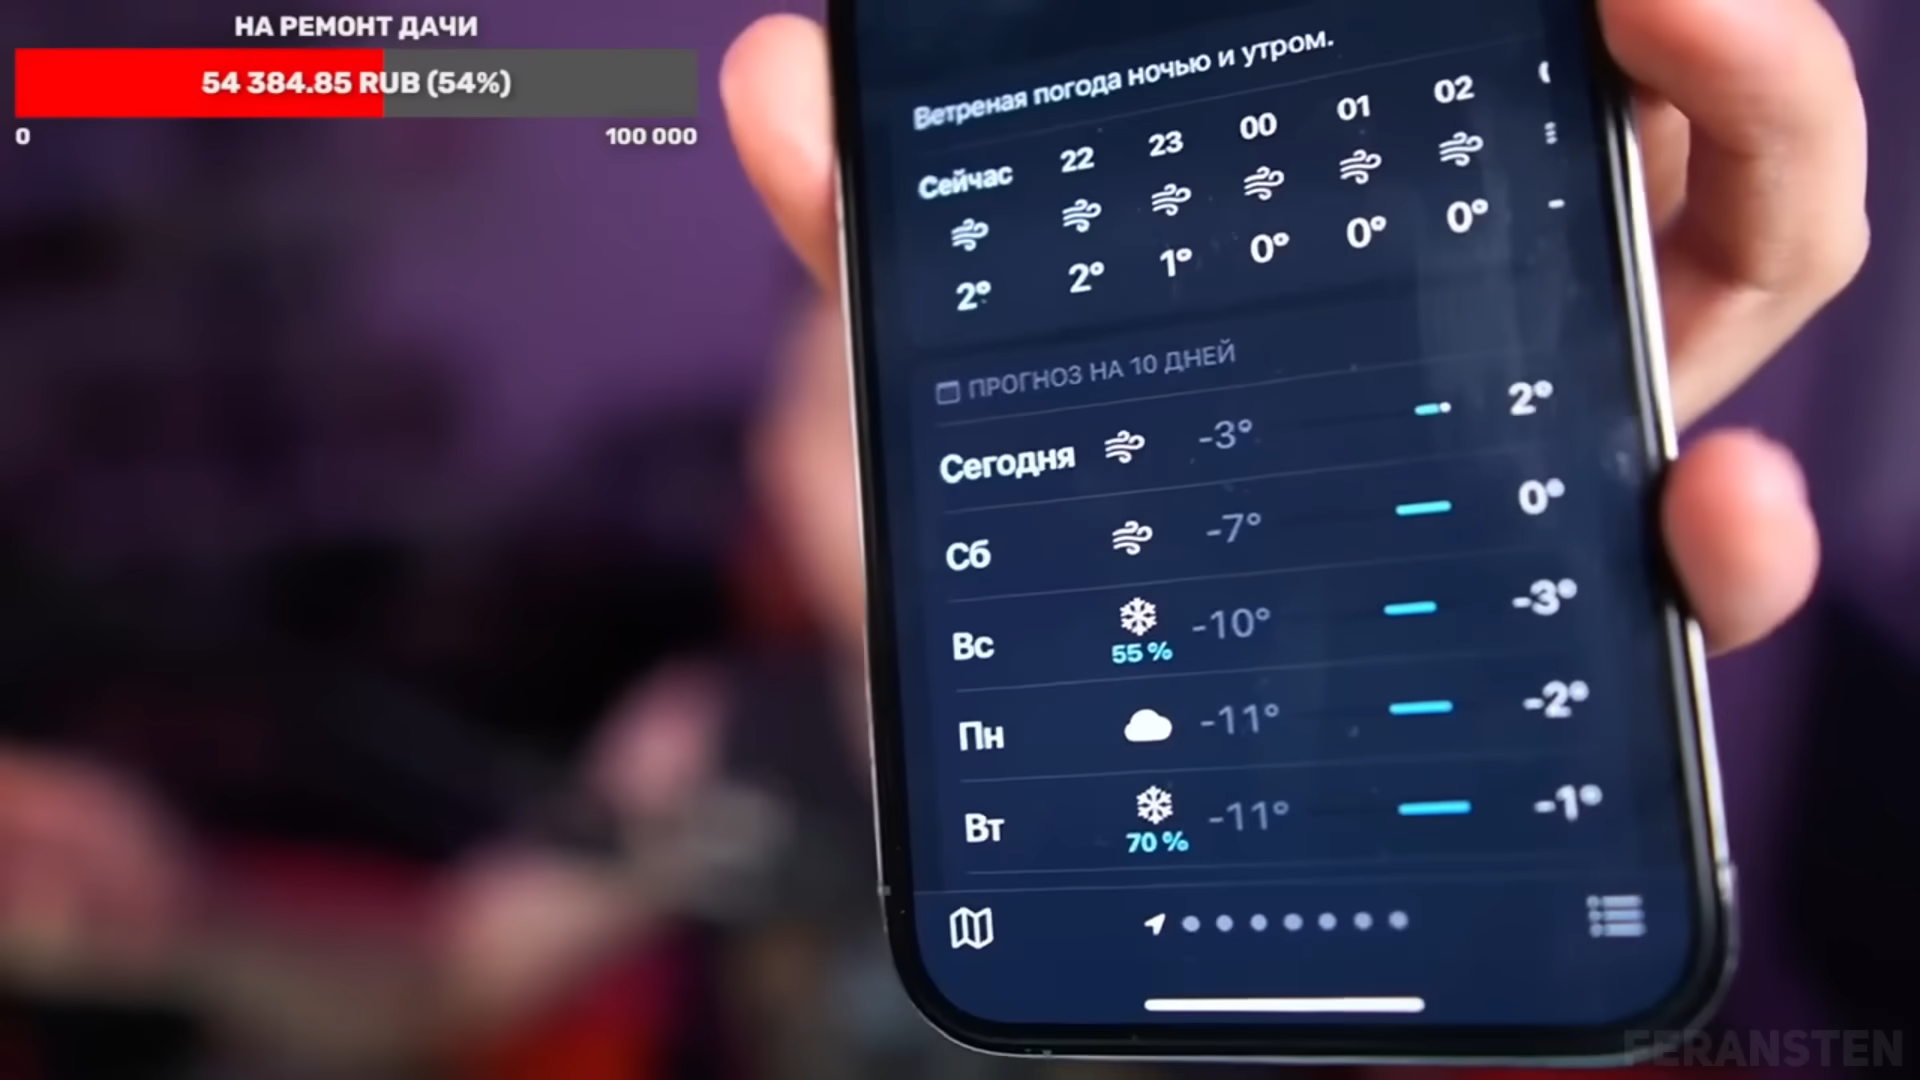 НА РЕМОНТ ДАЧИ
54 384.85 RUB (54%)
0 100 000
Ветреная погода ночью и утром.
Сейчас 22 23 00 01 02
2° 2° 1° 0° 0° 0°
ПРОГНОЗ НА 10 ДНЕЙ
Сегодня -3° 2°
Сб -7° 0°
Вс -10° -3°
55 %
Пн -11° -2°
Вт -11° -1°
70 %
FERANSTEN